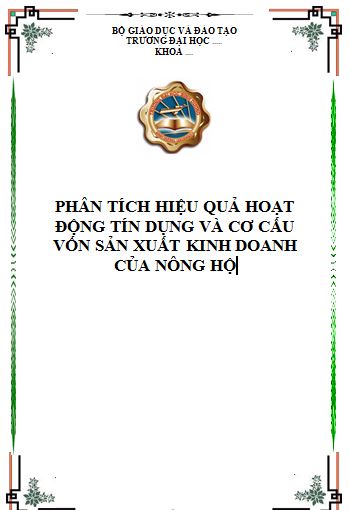 BỘ GIÁO DỤC VÀ ĐÀO TẠO
TRƯỜNG ĐẠI HỌC .....
KHOA ....
PHÂN TÍCH HIỆU QUẢ HOẠT
ĐỘNG TÍN DỤNG VÀ CƠ CẤU
VỐN SẢN XUẤT KINH DOANH
CỦA NÔNG HỘ